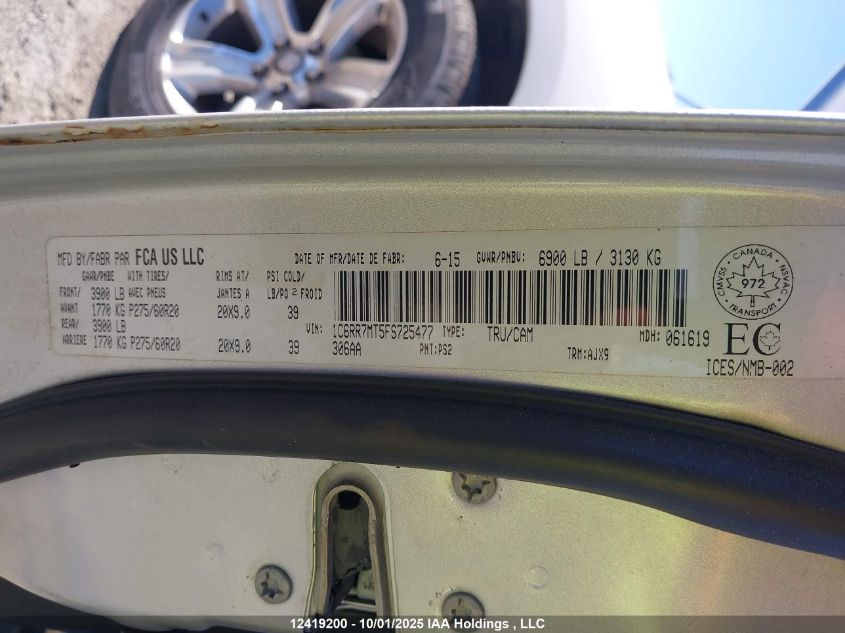 MFD BY/FABR PAR FCA US LLC DATE OF MFR/DATE DE FABR: 6-15 GVWR/PNBV: 6900 LB / 3130 KG
GAWR/PNBE WITH TIRES/ RIMS AT/ PSI COLD/
FRONT/ 3900 LB AVEC PNEUS JANTES A LB/PO 2 FROID
AVANT 1770 KG P275/60R20 20X9.0 39
REAR/ 3900 LB
ARRIERE 1770 KG P275/60R20 20X9.0 39
VIN: 1C6RR7MT5FS725477 TYPE: TRU/CAM MDH: 061619
306AA PNT:PS2 TRM:AJX9
CANADA
CMVSS NSVAC
972
TRANSPORT
EC
ICES/NMB-002
12419200 - 10/01/2025 IAA Holdings , LLC